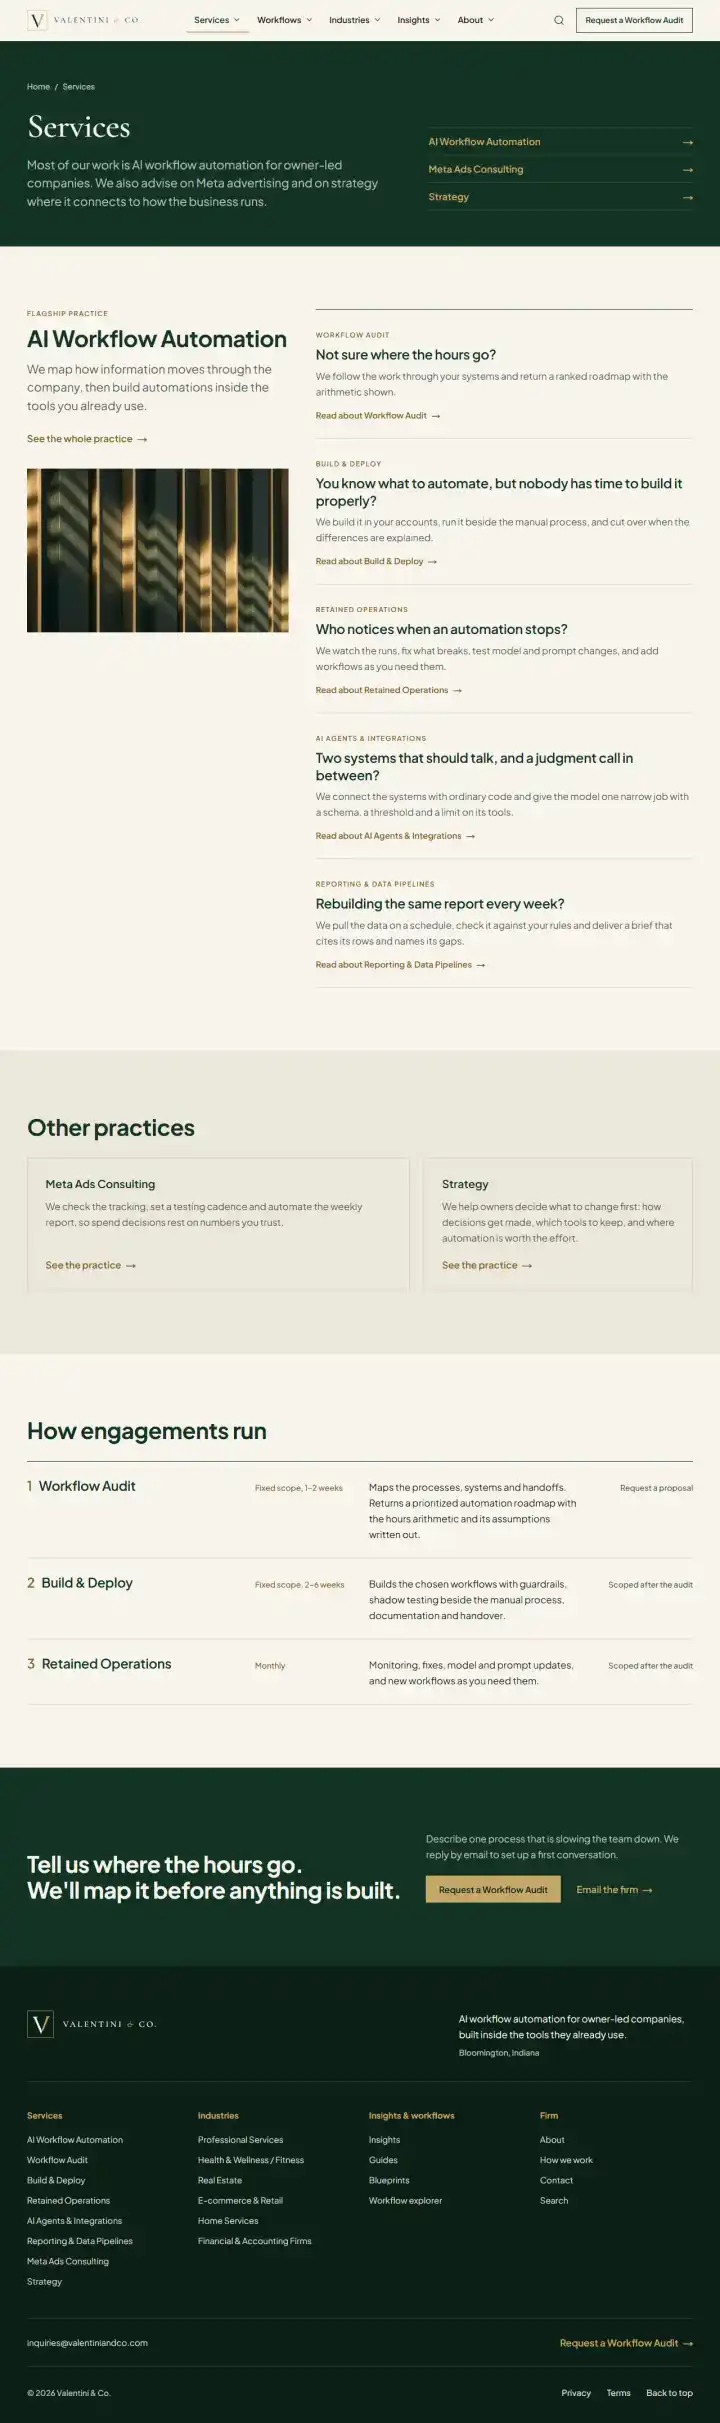 V VALENTINI & CO.
Services
Workflows
Industries
Insights
About
Request a Workflow Audit
Home / Services
Services
Most of our work is AI workflow automation for owner-led
companies. We also advise on Meta advertising and on strategy
where it connects to how the business runs.
AI Workflow Automation →
Meta Ads Consulting →
Strategy →
FLAGSHIP PRACTICE
AI Workflow Automation
We map how information moves through the
company, then build automations inside the
tools you already use.
See the whole practice →
WORKFLOW AUDIT
Not sure where the hours go?
We follow the work through your systems and return a ranked roadmap with the
arithmetic shown.
Read about Workflow Audit →
BUILD & DEPLOY
You know what to automate, but nobody has time to build it
properly?
We build it in your accounts, run it beside the manual process, and cut over when the
differences are explained.
Read about Build & Deploy →
RETAINED OPERATIONS
Who notices when an automation stops?
We watch the runs, fix what breaks, test model and prompt changes, and add
workflows as you need them.
Read about Retained Operations →
AI AGENTS & INTEGRATIONS
Two systems that should talk, and a judgment call in
between?
We connect the systems with ordinary code and give the model one narrow job with
a schema, a threshold and a limit on its tools.
Read about AI Agents & Integrations →
REPORTING & DATA PIPELINES
Rebuilding the same report every week?
We pull the data on a schedule, check it against your rules and deliver a brief that
cites its rows and names its gaps.
Read about Reporting & Data Pipelines →
Other practices
Meta Ads Consulting
We check the tracking, set a testing cadence and automate the weekly
report, so spend decisions rest on numbers you trust.
See the practice →
Strategy
We help owners decide what to change first: how
decisions get made, which tools to keep, and where
automation is worth the effort.
See the practice →
How engagements run
1 Workflow Audit
Fixed scope, 1–2 weeks
Maps the processes, systems and handoffs.
Returns a prioritized automation roadmap with
the hours arithmetic and its assumptions
written out.
Request a proposal
2 Build & Deploy
Fixed scope, 2–6 weeks
Builds the chosen workflows with guardrails,
shadow testing beside the manual process,
documentation and handover.
Scoped after the audit
3 Retained Operations
Monthly
Monitoring, fixes, model and prompt updates,
and new workflows as you need them.
Scoped after the audit
Tell us where the hours go.
We'll map it before anything is built.
Describe one process that is slowing the team down. We
reply by email to set up a first conversation.
Request a Workflow Audit
Email the firm →
V VALENTINI & CO.
AI workflow automation for owner-led companies,
built inside the tools they already use.
Bloomington, Indiana
Services
AI Workflow Automation
Workflow Audit
Build & Deploy
Retained Operations
AI Agents & Integrations
Reporting & Data Pipelines
Meta Ads Consulting
Strategy
Industries
Professional Services
Health & Wellness / Fitness
Real Estate
E-commerce & Retail
Home Services
Financial & Accounting Firms
Insights & workflows
Insights
Guides
Blueprints
Workflow explorer
Firm
About
How we work
Contact
Search
inquiries@valentiniandco.com
Request a Workflow Audit →
© 2026 Valentini & Co.
Privacy
Terms
Back to top